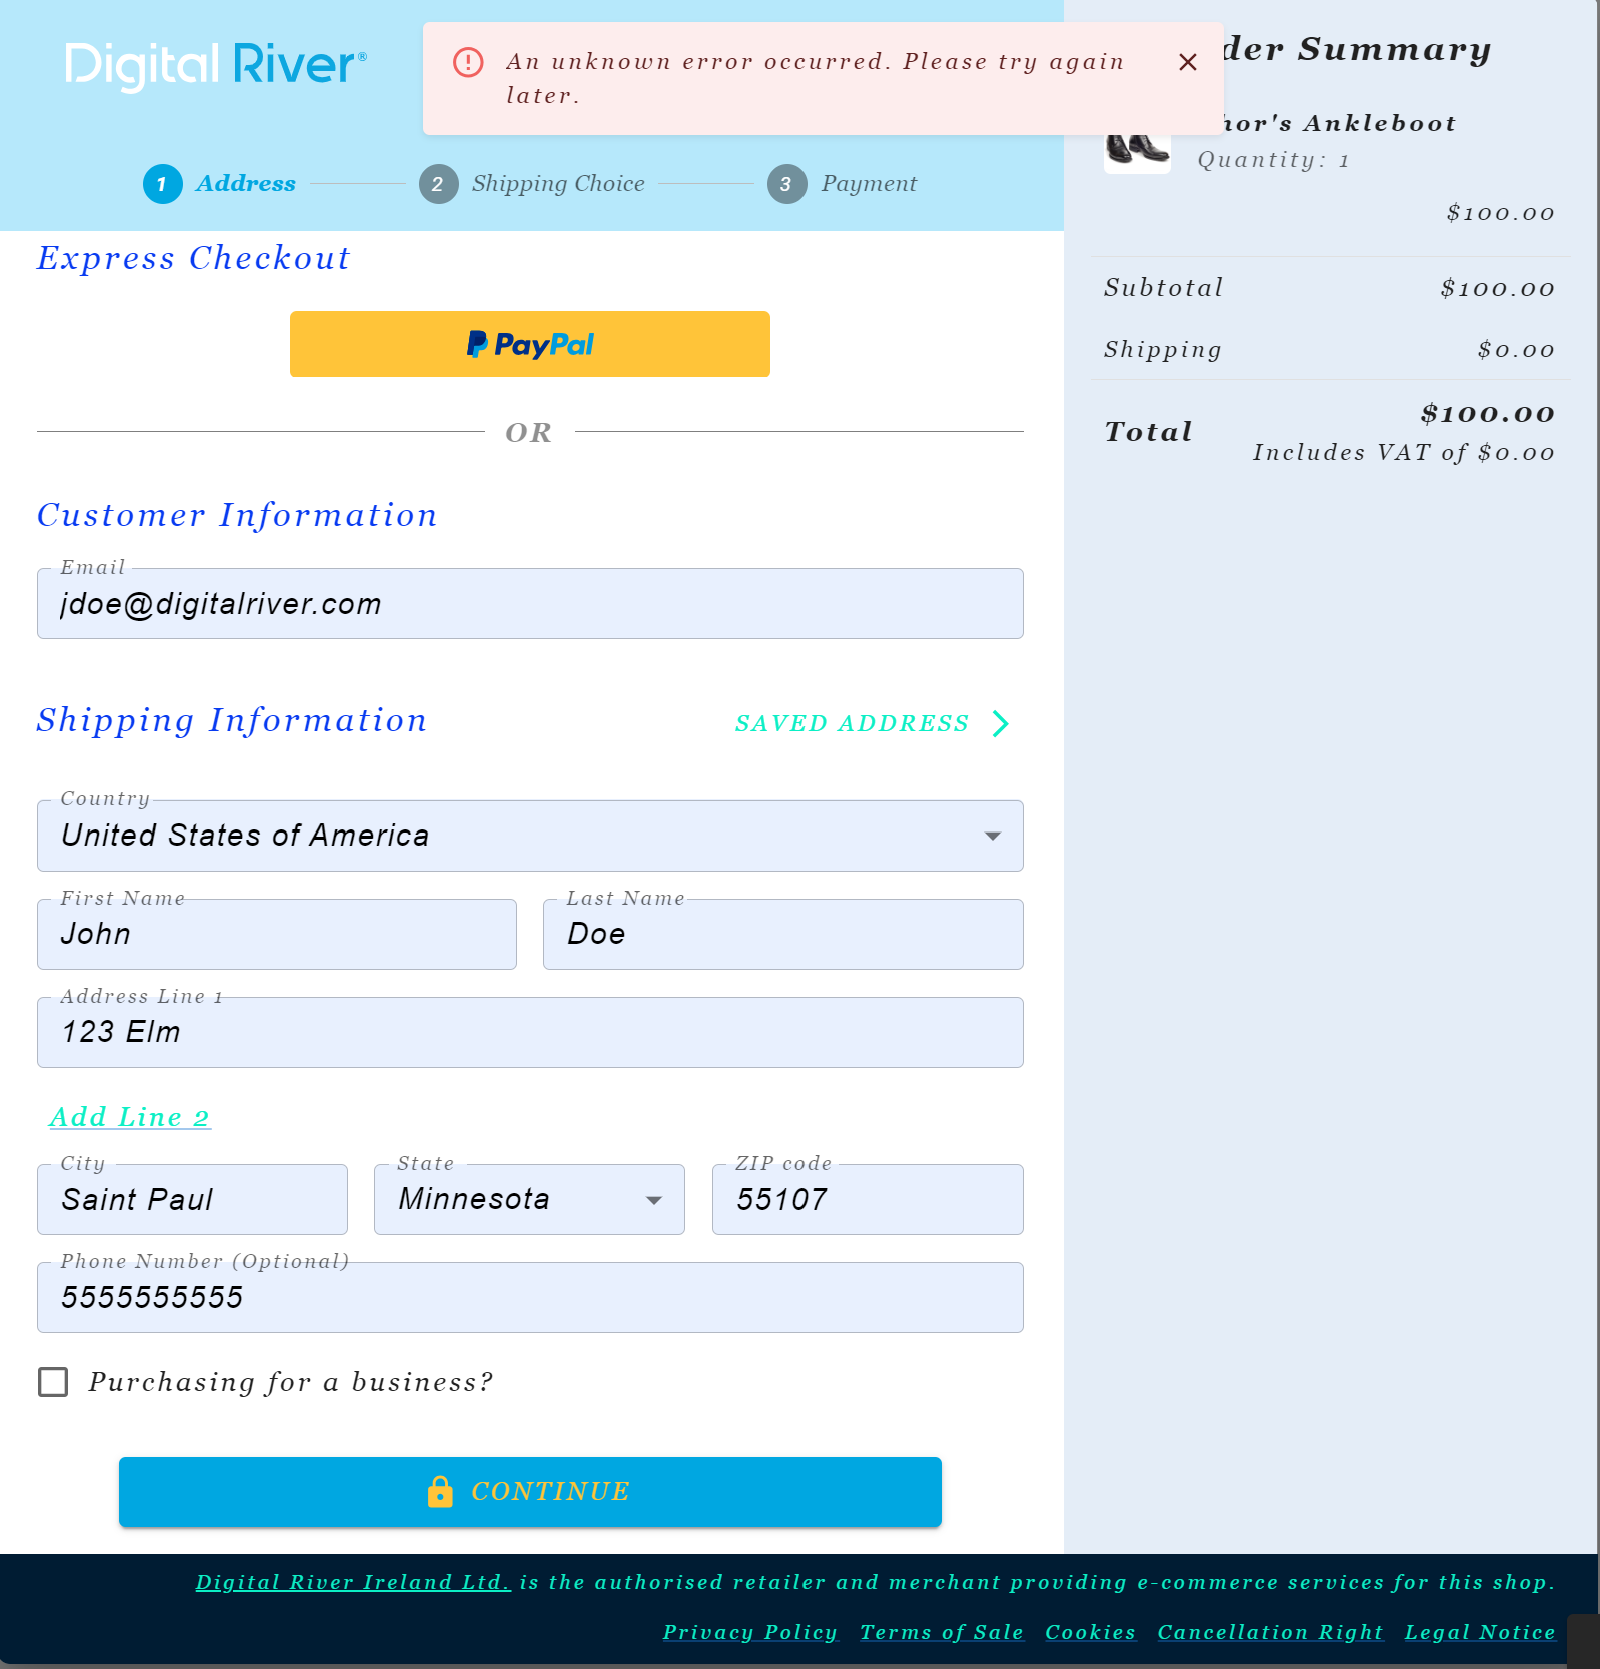 Digital River®
An unknown error occurred. Please try again
later.
1 Address
2 Shipping Choice
3 Payment
Express Checkout
PayPal
OR
Customer Information
Email
jdoe@digitalriver.com
Shipping Information
SAVED ADDRESS
Country
United States of America
First Name
John
Last Name
Doe
Address Line 1
123 Elm
Add Line 2
City
Saint Paul
State
Minnesota
ZIP code
55107
Phone Number (Optional)
5555555555
Purchasing for a business?
CONTINUE
der Summary
hor's Ankleboot
Quantity: 1
$100.00
Subtotal $100.00
Shipping $0.00
Total $100.00
Includes VAT of $0.00
Digital River Ireland Ltd. is the authorised retailer and merchant providing e-commerce services for this shop.
Privacy Policy Terms of Sale Cookies Cancellation Right Legal Notice